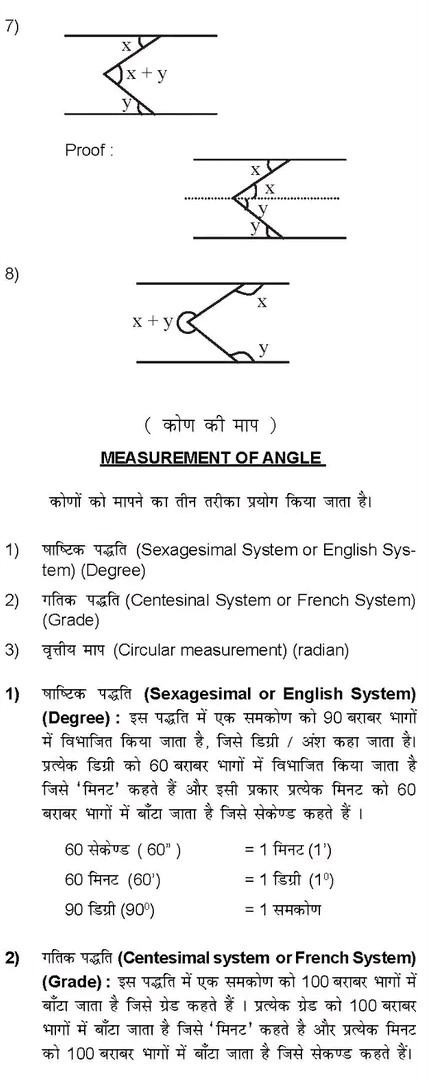 7)
x
x + y
y
Proof :
x
x
y
y
8)
x
x + y
y
( कोण की माप )
MEASUREMENT OF ANGLE
कोणों को मापने का तीन तरीका प्रयोग किया जाता है।
1) षाष्टिक पद्धति (Sexagesimal System or English Sys-
tem) (Degree)
2) गतिक पद्धति (Centesinal System or French System)
(Grade)
3) वृत्तीय माप (Circular measurement) (radian)
1) षाष्टिक पद्धति (Sexagesimal or English System)
(Degree) : इस पद्धति में एक समकोण को 90 बराबर भागों
में विभाजित किया जाता है, जिसे डिग्री / अंश कहा जाता है।
प्रत्येक डिग्री को 60 बराबर भागों में विभाजित किया जाता है
जिसे ‘मिनट’ कहते हैं और इसी प्रकार प्रत्येक मिनट को 60
बराबर भागों में बाँटा जाता है जिसे सेकेण्ड कहते हैं ।
60 सेकेण्ड ( 60” ) = 1 मिनट (1’)
60 मिनट (60’) = 1 डिग्री (1⁰)
90 डिग्री (90⁰) = 1 समकोण
2) गतिक पद्धति (Centesimal system or French System)
(Grade) : इस पद्धति में एक समकोण को 100 बराबर भागों में
बाँटा जाता है जिसे ग्रेड कहते हैं । प्रत्येक ग्रेड को 100 बराबर
भागों में बाँटा जाता है जिसे ‘मिनट’ कहते है और प्रत्येक मिनट
को 100 बराबर भागों में बाँटा जाता है जिसे सेकण्ड कहते हैं।